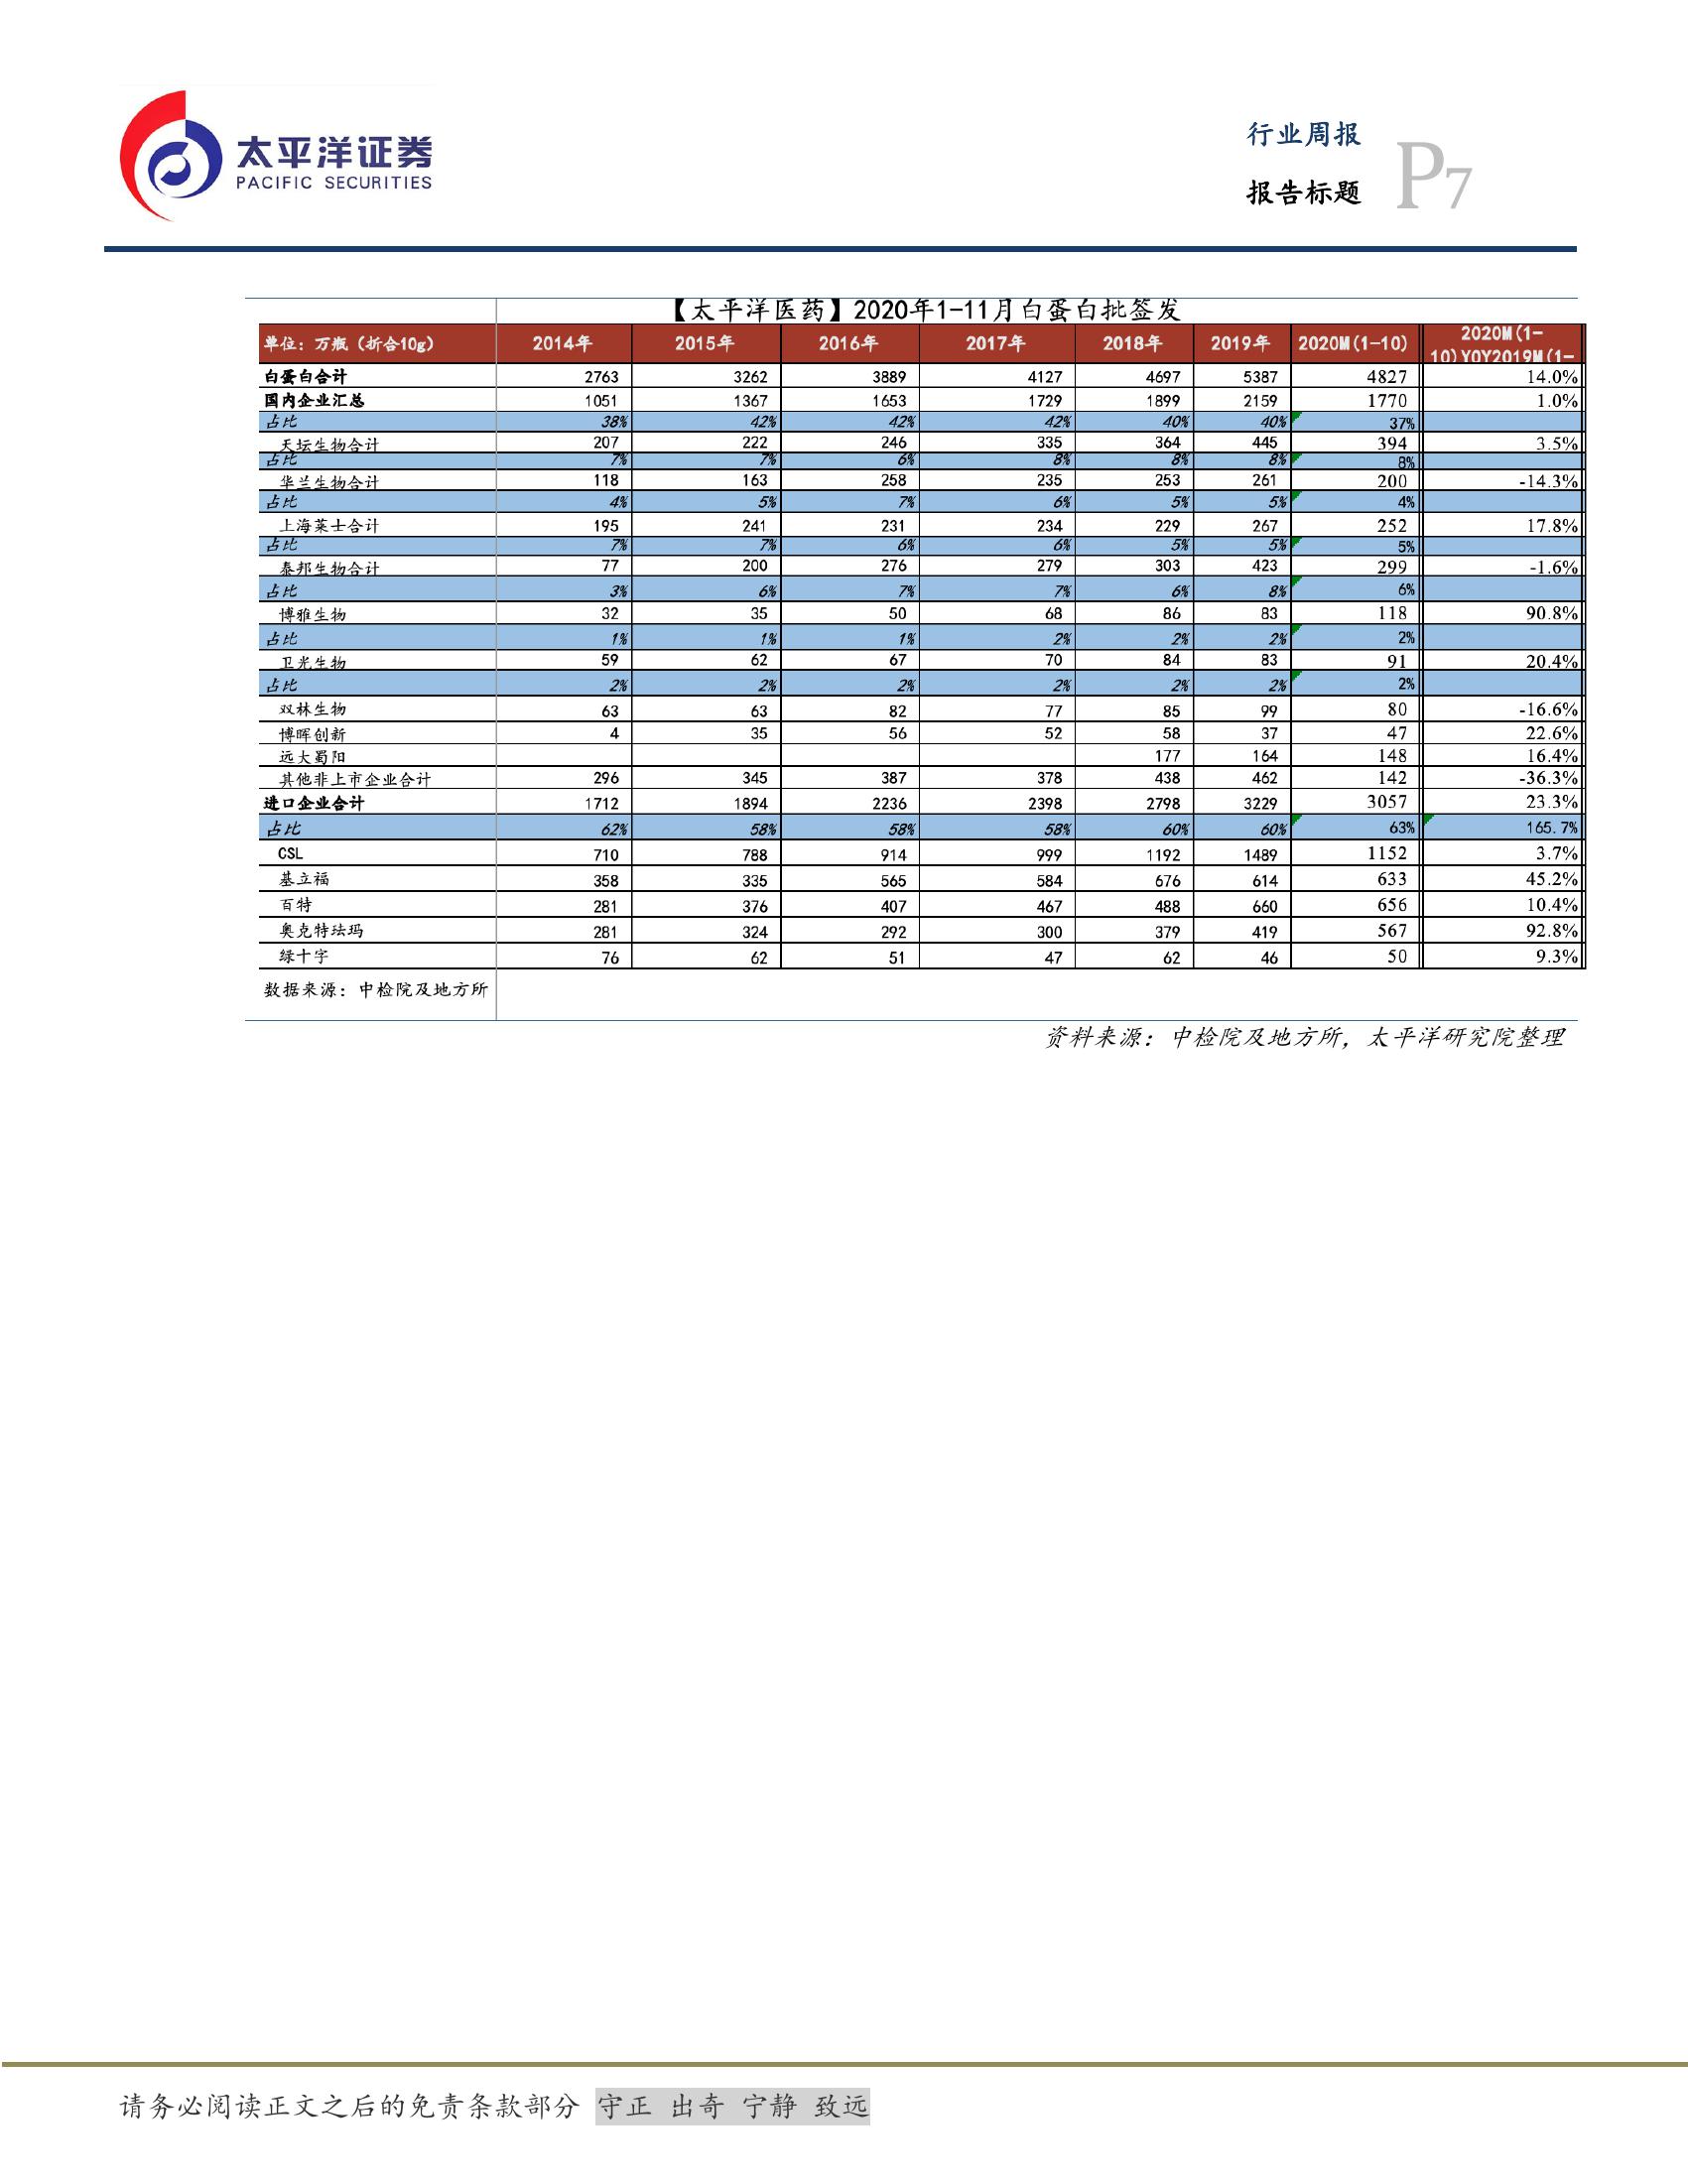 太平洋证券
PACIFIC SECURITIES
行业周报
报告标题
P7
【太平洋医药】2020年1-11月白蛋白批签发
单位：万瓶（折合10g） 2014年 2015年 2016年 2017年 2018年 2019年 2020M(1-10) 2020M(1-10)YOY2019M(1-
白蛋白合计 2763 3262 3889 4127 4697 5387 4827 14.0%
国内企业汇总 1051 1367 1653 1729 1899 2159 1770 1.0%
占比 38% 42% 42% 42% 40% 40% 37%
天坛生物合计 207 222 246 335 364 445 394 3.5%
占比 7% 7% 6% 8% 8% 8% 8%
华兰生物合计 118 163 258 235 253 261 200 -14.3%
占比 4% 5% 7% 6% 5% 5% 4%
上海莱士合计 195 241 231 234 229 267 252 17.8%
占比 7% 7% 6% 6% 5% 5% 5%
泰邦生物合计 77 200 276 279 303 423 299 -1.6%
占比 3% 6% 7% 7% 6% 8% 6%
博雅生物 32 35 50 68 86 83 118 90.8%
占比 1% 1% 1% 2% 2% 2% 2%
卫光生物 59 62 67 70 84 83 91 20.4%
占比 2% 2% 2% 2% 2% 2% 2%
双林生物 63 63 82 77 85 99 80 -16.6%
博晖创新 4 35 56 52 58 37 47 22.6%
远大蜀阳 177 164 148 16.4%
其他非上市企业合计 296 345 387 378 438 462 142 -36.3%
进口企业合计 1712 1894 2236 2398 2798 3229 3057 23.3%
占比 62% 58% 58% 58% 60% 60% 63% 165.7%
CSL 710 788 914 999 1192 1489 1152 3.7%
基立福 358 335 565 584 676 614 633 45.2%
百特 281 376 407 467 488 660 656 10.4%
奥克特珐玛 281 324 292 300 379 419 567 92.8%
绿十字 76 62 51 47 62 46 50 9.3%
数据来源：中检院及地方所
资料来源：中检院及地方所，太平洋研究院整理
请务必阅读正文之后的免责条款部分 守正 出奇 宁静 致远